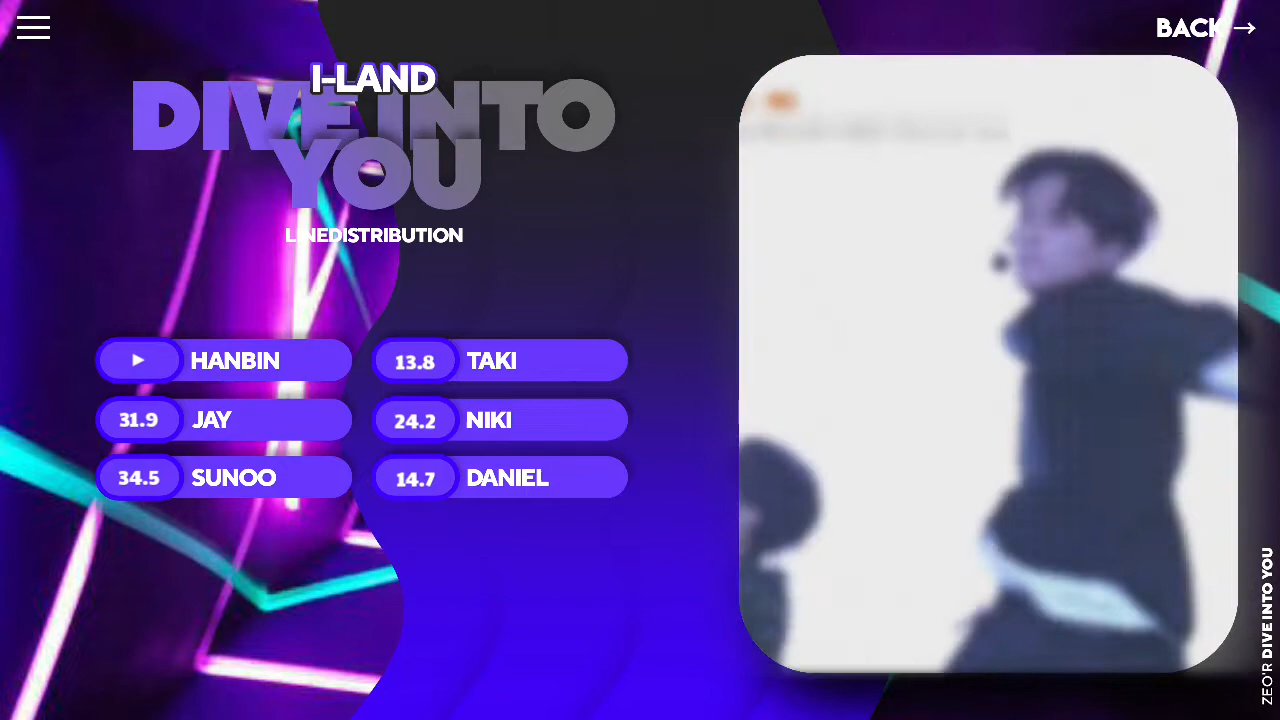 BACK →
I-LAND
DIVE INTO
YOU
LINEDISTRIBUTION
HANBIN
13.8 TAKI
31.9 JAY
24.2 NIKI
34.5 SUNOO
14.7 DANIEL
ZEO'R DIVE INTO YOU